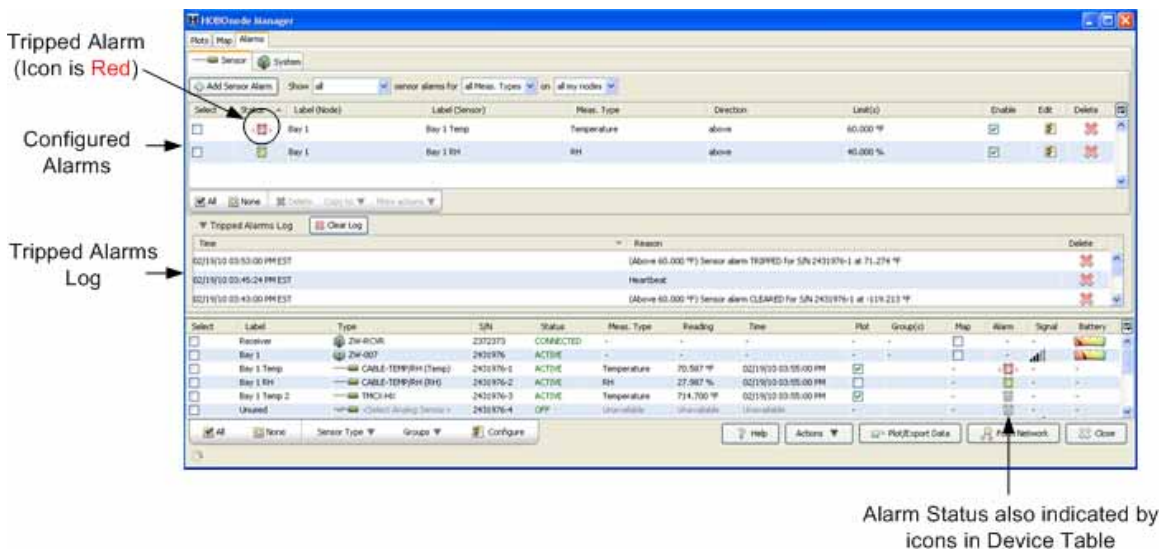 HOBOnode Manager
Plots Map Alarms
Tripped Alarm
(Icon is Red)
Sensor System
Add Sensor Alarm Show all sensor alarms for all Meas. Types on all my nodes
Select Status Label (Node) Label (Sensor) Meas. Type Direction Limit(s) Enable Edit Delete
Bay 1 Bay 1 Temp Temperature above 60.000 °F
Configured
Alarms
Bay 1 Bay 1 RH RH above 40.000 %
All None Delete Copy to More actions
Tripped Alarms Log Clear Log
Time Reason Delete
Tripped Alarms
Log
02/19/10 03:53:00 PM EST (Above 60.000 °F) Sensor alarm TRIPPED for S/N 2431976-1 at 71.274 °F
02/19/10 03:45:24 PM EST Heartbeat
02/19/10 03:43:00 PM EST (Above 60.000 °F) Sensor alarm CLEARED for S/N 2431976-1 at -119.213 °F
Select Label Type S/N Status Meas. Type Reading Time Plot Group(s) Map Alarm Signal Battery
Receiver ZW-RCVR 2372373 CONNECTED - - - - - - -
Bay 1 ZW-007 2431976 ACTIVE - - - - - -
Bay 1 Temp CABLE-TEMP/RH (Temp) 2431976-1 ACTIVE Temperature 70.587 °F 02/19/10 03:55:00 PM - - -
Bay 1 RH CABLE-TEMP/RH (RH) 2431976-2 ACTIVE RH 27.987 % 02/19/10 03:55:00 PM - - -
Bay 1 Temp 2 TMCX-HD 2431976-3 ACTIVE Temperature 714.700 °F 02/19/10 03:55:00 PM - - -
Unused <Select Analog Sensor> 2431976-4 OFF Unavailable Unavailable Unavailable - - - -
All None Sensor Type Groups Configure Help Actions Plot/Export Data Network Close
Alarm Status also indicated by
icons in Device Table